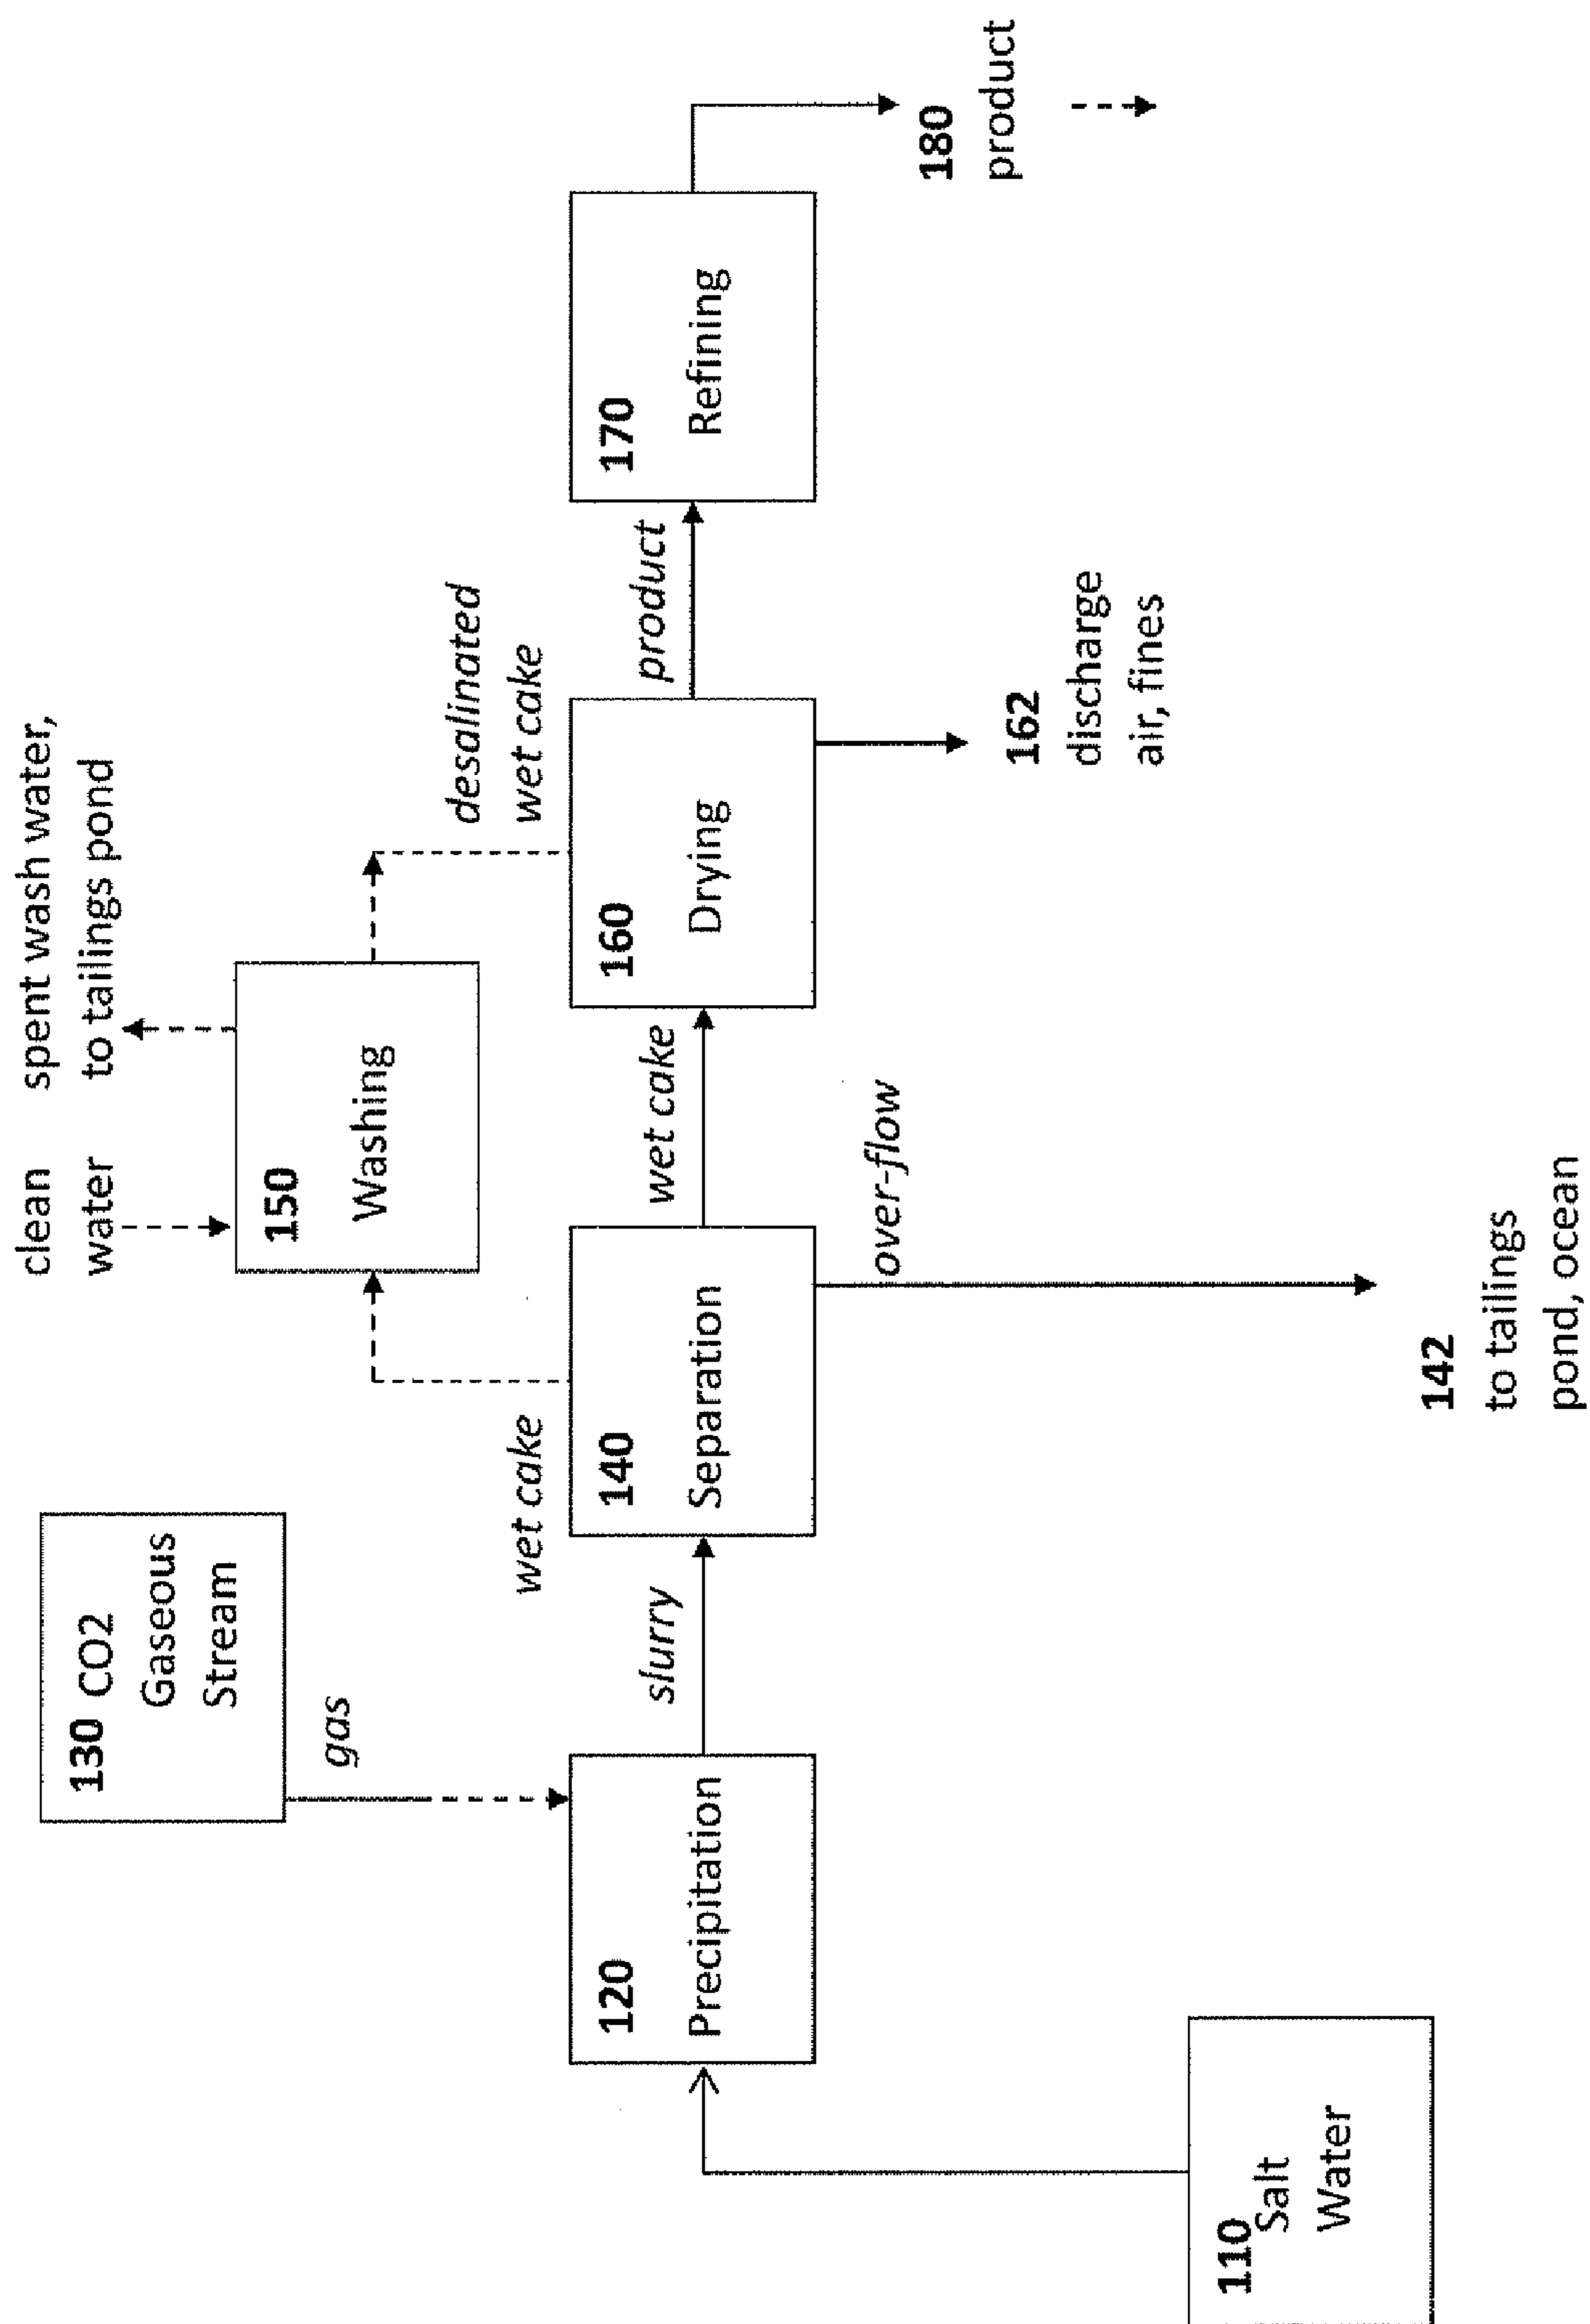 clean
water
spent wash water,
to tailings pond
130 CO2
Gaseous
Stream
gas
150
Washing
wet cake
desalinated
wet cake
120
Precipitation
slurry
140
Separation
wet cake
160
Drying
product
170
Refining
over-flow
180
product
162
discharge
air, fines
110
Salt
Water
142
to tailings
pond, ocean